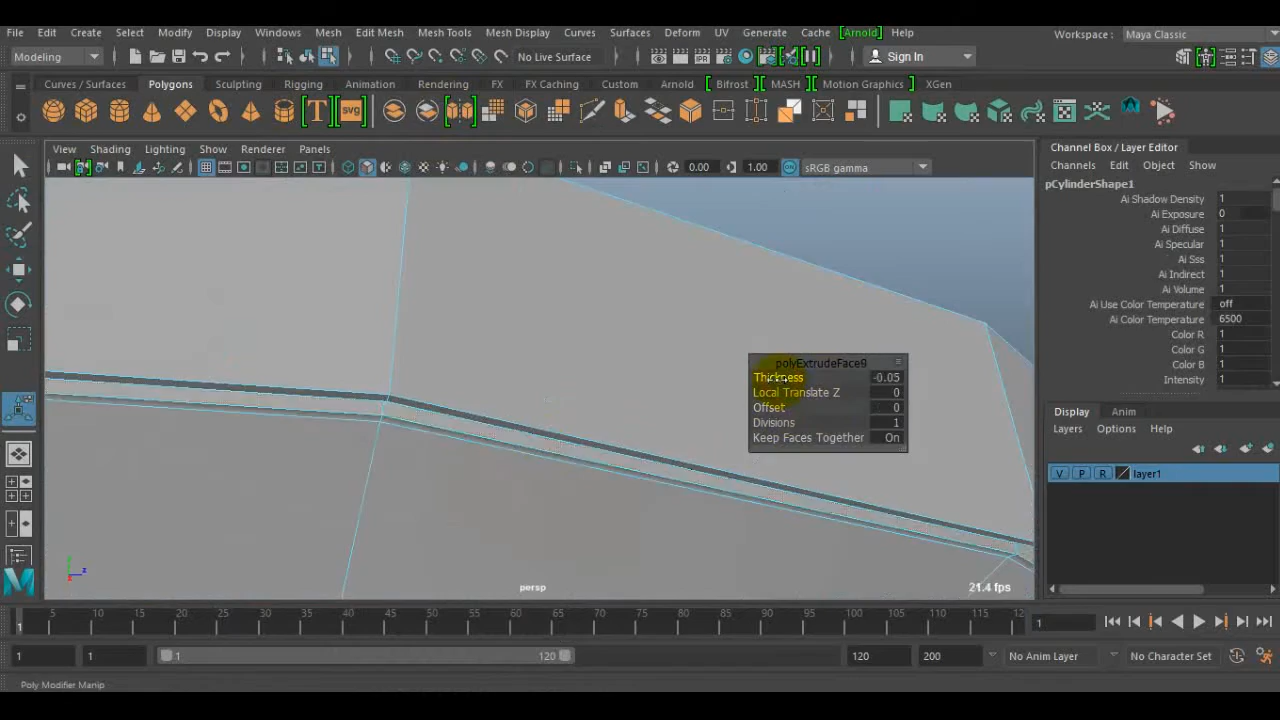 File Edit Create Select Modify Display Windows Mesh Edit Mesh Mesh Tools Mesh Display Curves Surfaces Deform UV Generate Cache Arnold Help Workspace : Maya Classic
Modeling No Live Surface Sign In
Curves / Surfaces Polygons Sculpting Rigging Animation Rendering FX FX Caching Custom Arnold Bifrost MASH Motion Graphics XGen
T svg
View Shading Lighting Show Renderer Panels
Channel Box / Layer Editor
0.00 1.00 ON sRGB gamma
Channels Edit Object Show
pCylinderShape1
Ai Shadow Density 1
Ai Exposure 0
Ai Diffuse 1
Ai Specular 1
Ai Sss 1
Ai Indirect 1
Ai Volume 1
Ai Use Color Temperature off
Ai Color Temperature 6500
Color R 1
Color G 1
Color B 1
Intensity 1
polyExtrudeFace9
Thickness -0.05
Local Translate Z 0
Offset 0
Divisions 1
Keep Faces Together On
Display Anim
Layers Options Help
V P R layer1
y z x
persp
21.4 fps
5 10 15 20 25 30 35 40 45 50 55 60 65 70 75 80 85 90 95 100 105 110 115 12
1 1
1 1 1 120 120 200 No Anim Layer No Character Set
Poly Modifier Manip